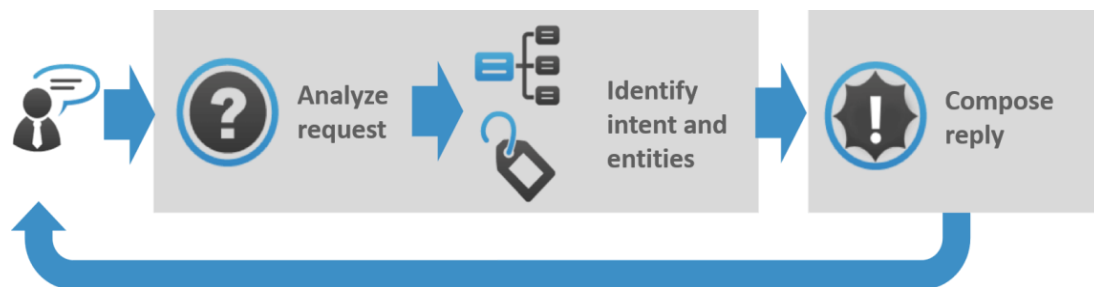 Analyze
request
Identify
intent and
entities
Compose
reply